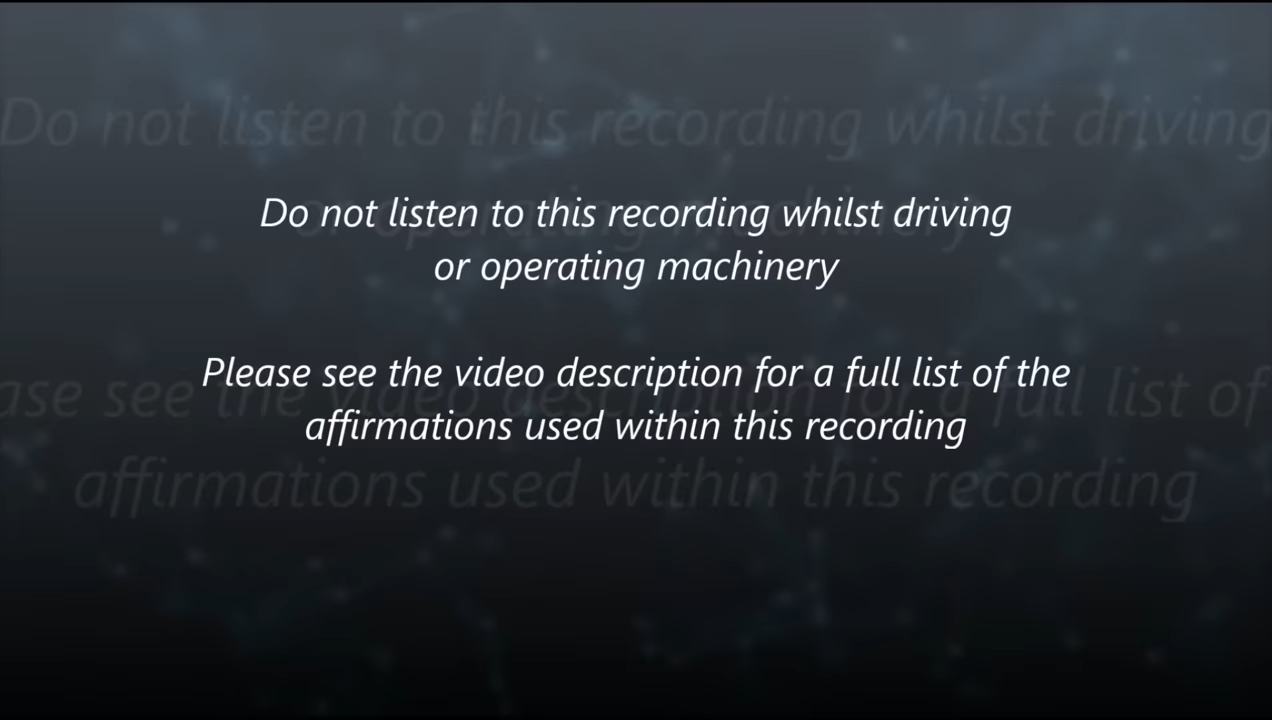 Do not listen to this recording whilst driving
or operating machinery
Please see the video description for a full list of the
affirmations used within this recording